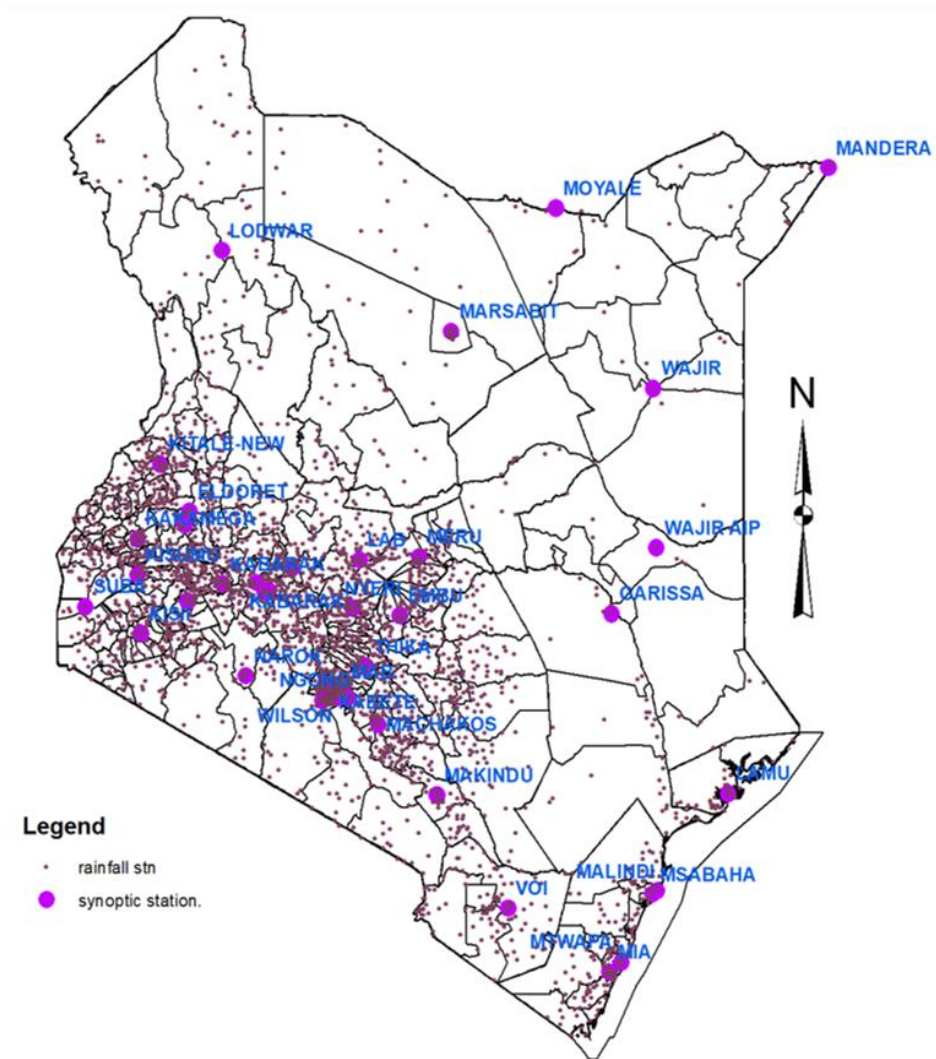 MANDERA
MOYALE
LODWAR
MARSABIT
WAJIR
N
KITALE-NEW
ELDORET
KAKAMEGA
WAJIR AIP
LAB
MERU
KISUMU
KABARAK
SUBA
NYERI
KABARAK
EMBU
GARISSA
KISII
THIKA
NAROK
MAB
NGONG
KABETE
WILSON
MACHAKOS
MAKINDU
LAMU
Legend
rainfall stn
synoptic station.
MALINDI
MSABAHA
VOI
MTWAPA
MIA